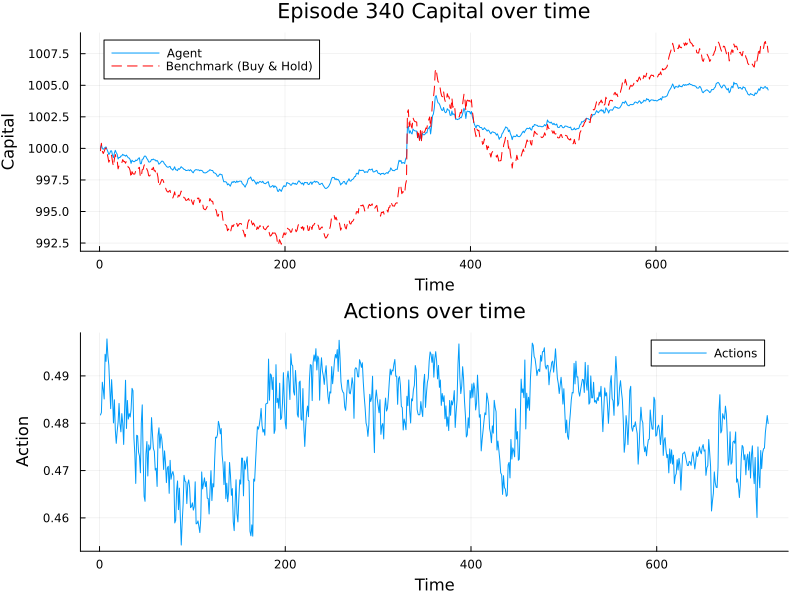 Episode 340 Capital over time
Agent
Benchmark (Buy & Hold)
1007.5
1005.0
1002.5
1000.0
997.5
995.0
992.5
Capital
0
200
400
600
Time
Actions over time
Actions
0.49
0.48
0.47
0.46
Action
0
200
400
600
Time